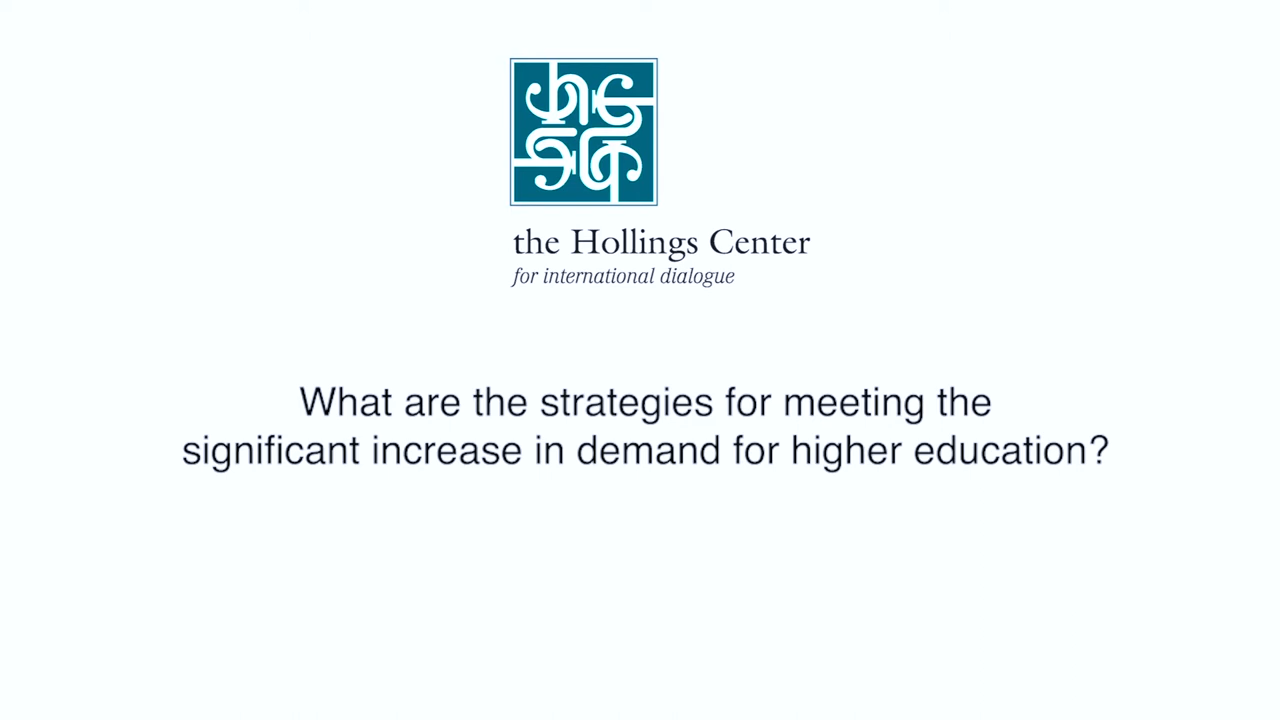 the Hollings Center
for international dialogue
What are the strategies for meeting the
significant increase in demand for higher education?